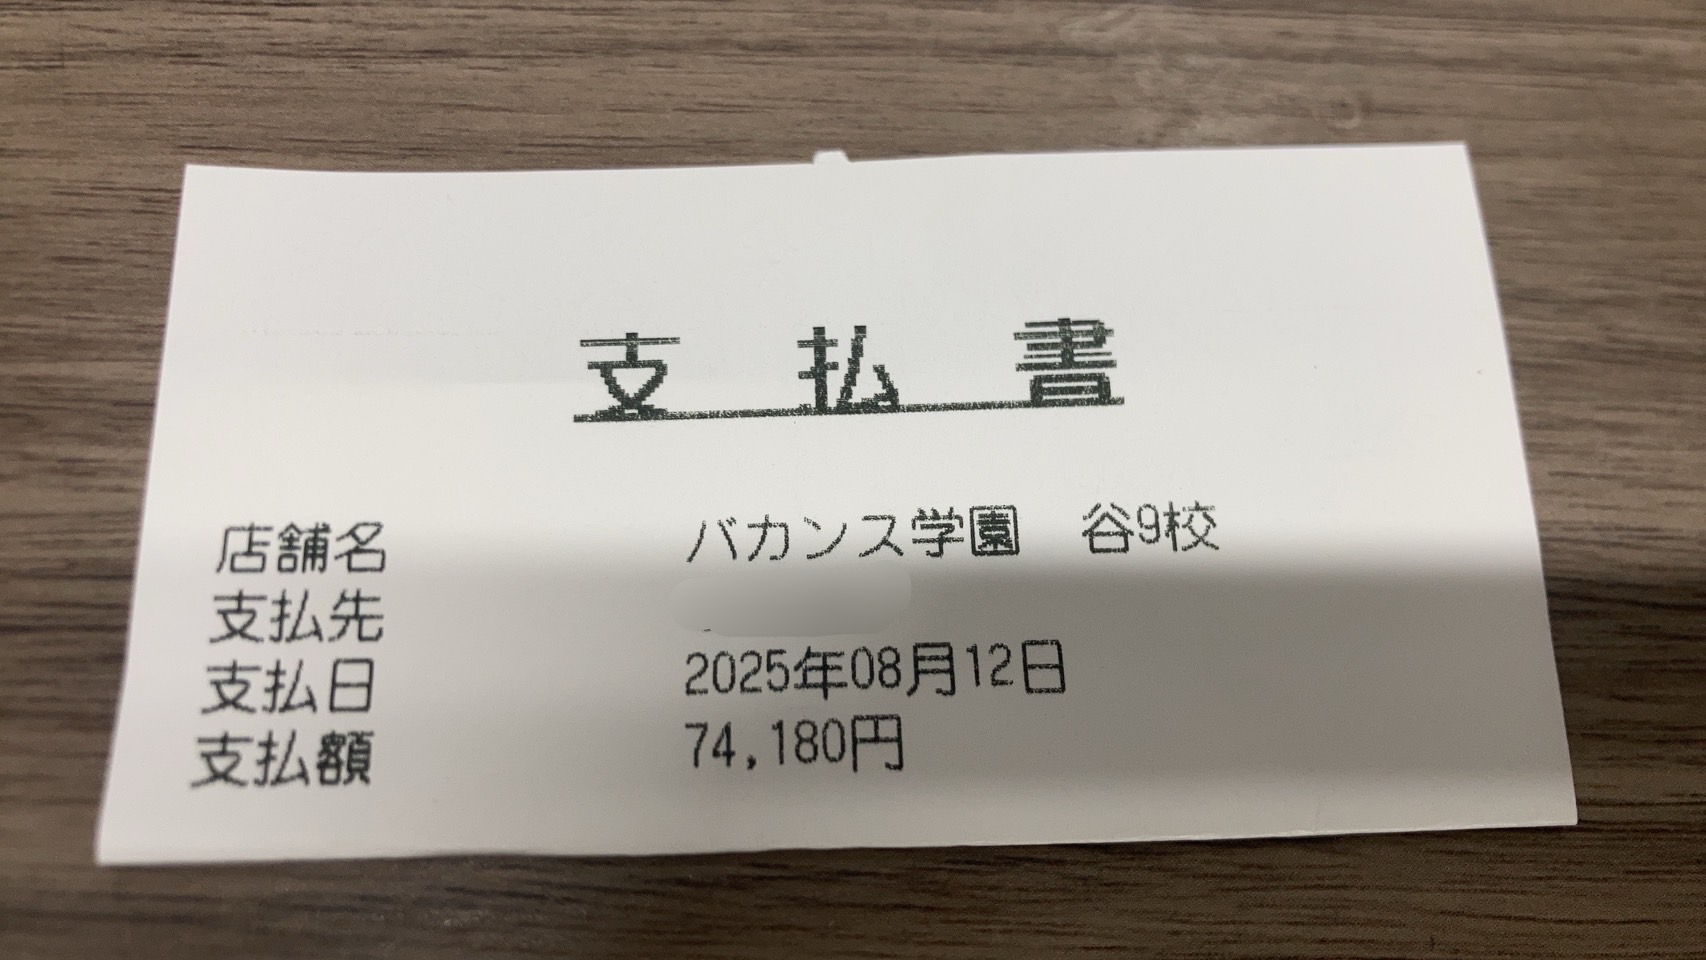 支払書
店舗名 バカンス学園 谷9校
支払先
支払日 2025年08月12日
支払額 74,180円